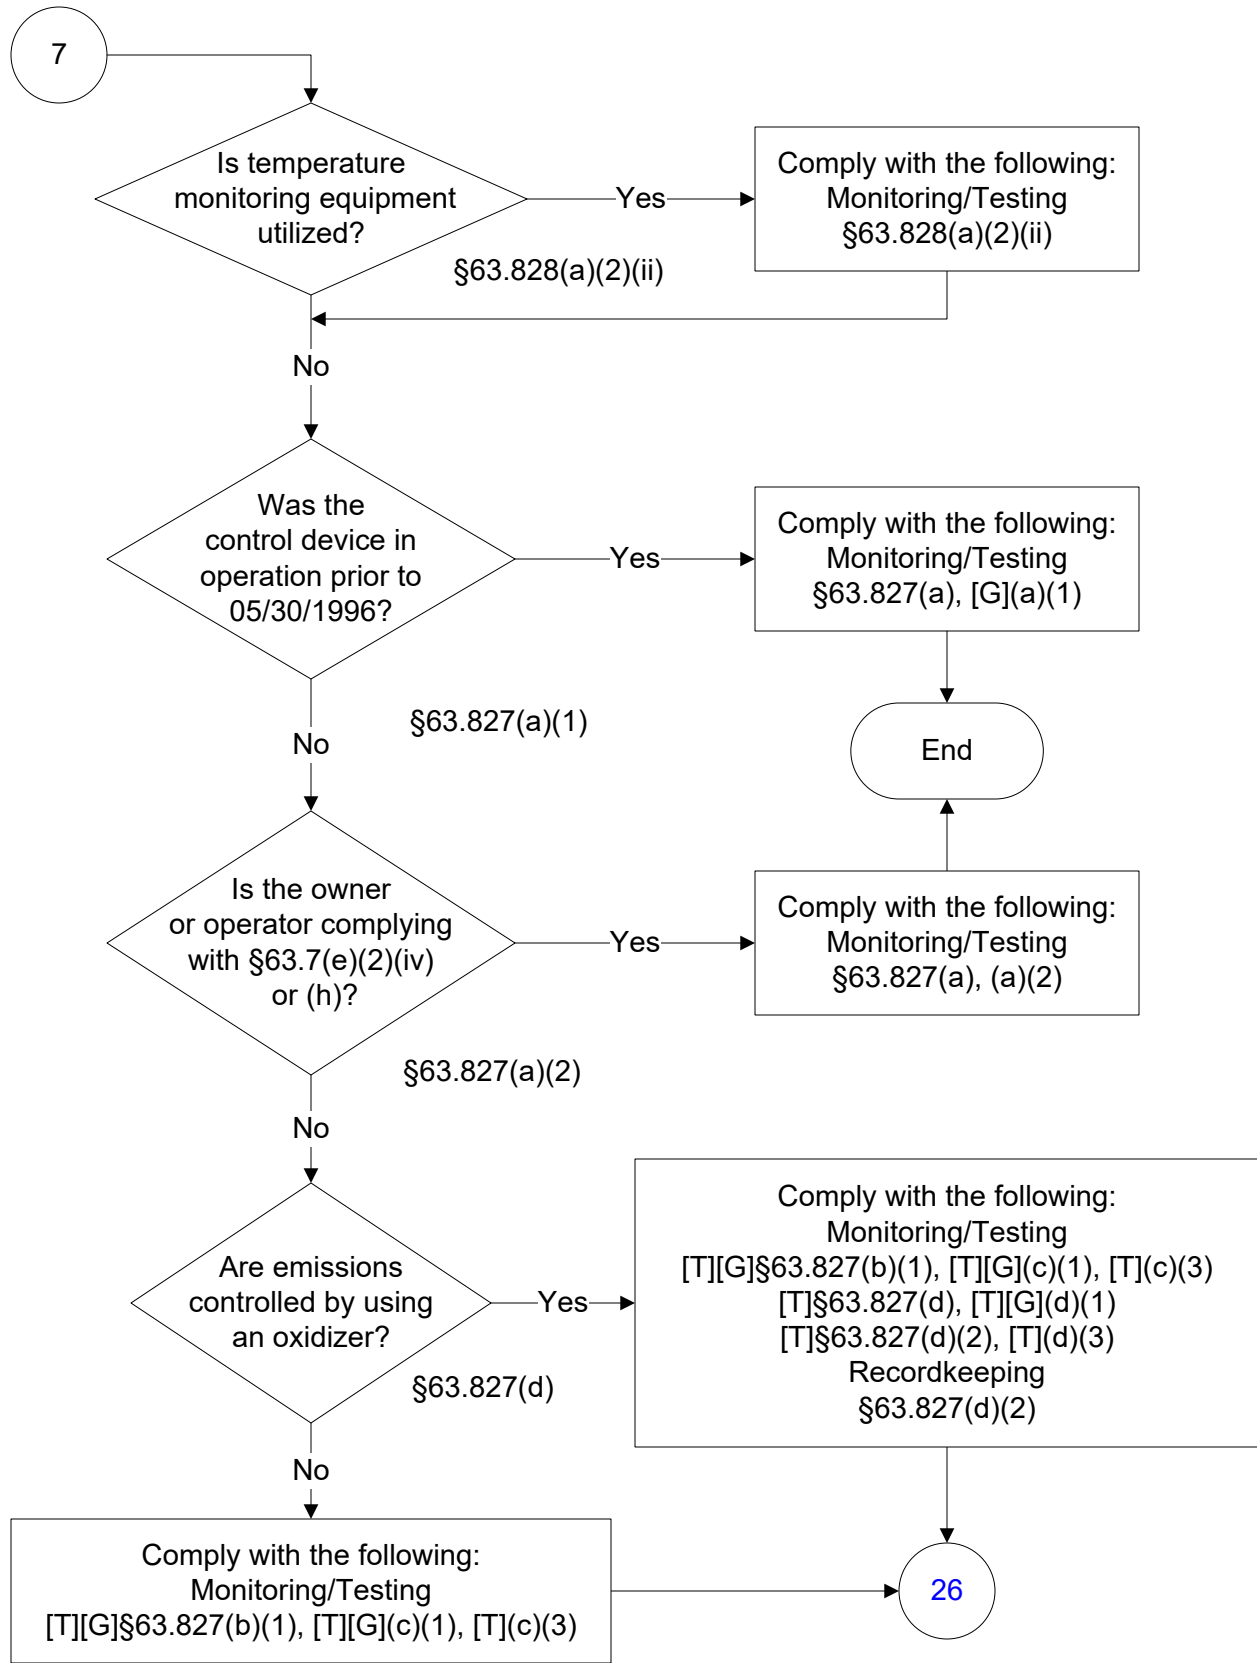 7
Is temperature
monitoring equipment
utilized?
Yes
Comply with the following:
Monitoring/Testing
§63.828(a)(2)(ii)
§63.828(a)(2)(ii)
No
Was the
control device in
operation prior to
05/30/1996?
Yes
Comply with the following:
Monitoring/Testing
§63.827(a), [G](a)(1)
§63.827(a)(1)
No
End
Is the owner
or operator complying
with §63.7(e)(2)(iv)
or (h)?
Yes
Comply with the following:
Monitoring/Testing
§63.827(a), (a)(2)
§63.827(a)(2)
No
Are emissions
controlled by using
an oxidizer?
Yes
Comply with the following:
Monitoring/Testing
[T][G]§63.827(b)(1), [T][G](c)(1), [T](c)(3)
[T]§63.827(d), [T][G](d)(1)
[T]§63.827(d)(2), [T](d)(3)
Recordkeeping
§63.827(d)(2)
§63.827(d)
No
Comply with the following:
Monitoring/Testing
[T][G]§63.827(b)(1), [T][G](c)(1), [T](c)(3)
26